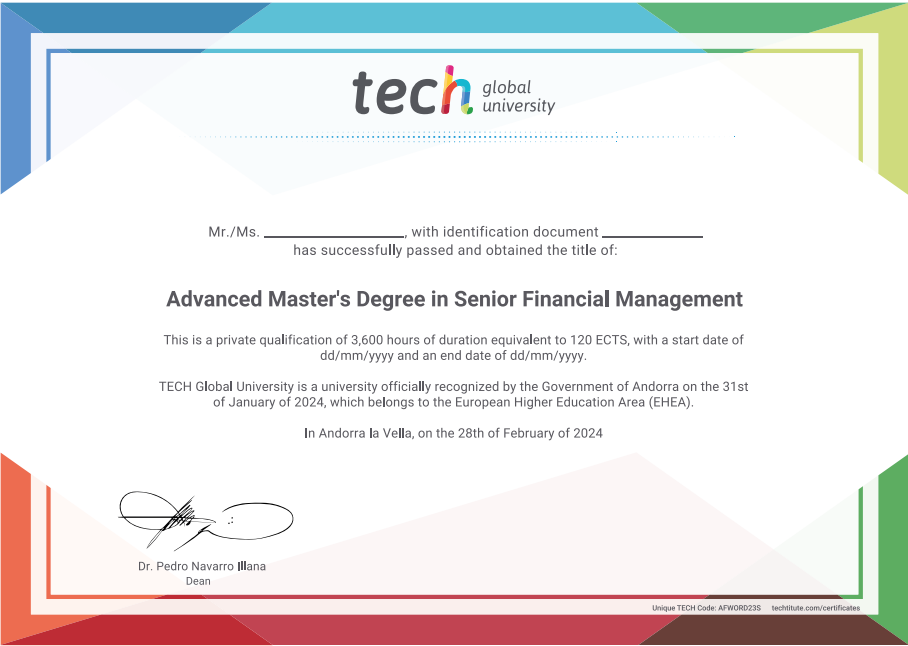 tech global university
Mr./Ms. ____________________, with identification document ______________
has successfully passed and obtained the title of:
Advanced Master's Degree in Senior Financial Management
This is a private qualification of 3,600 hours of duration equivalent to 120 ECTS, with a start date of
dd/mm/yyyy and an end date of dd/mm/yyyy.
TECH Global University is a university officially recognized by the Government of Andorra on the 31st
of January of 2024, which belongs to the European Higher Education Area (EHEA).
In Andorra la Vella, on the 28th of February of 2024
Dr. Pedro Navarro Illana
Dean
Unique TECH Code: AFWORD23S techtitute.com/certificates